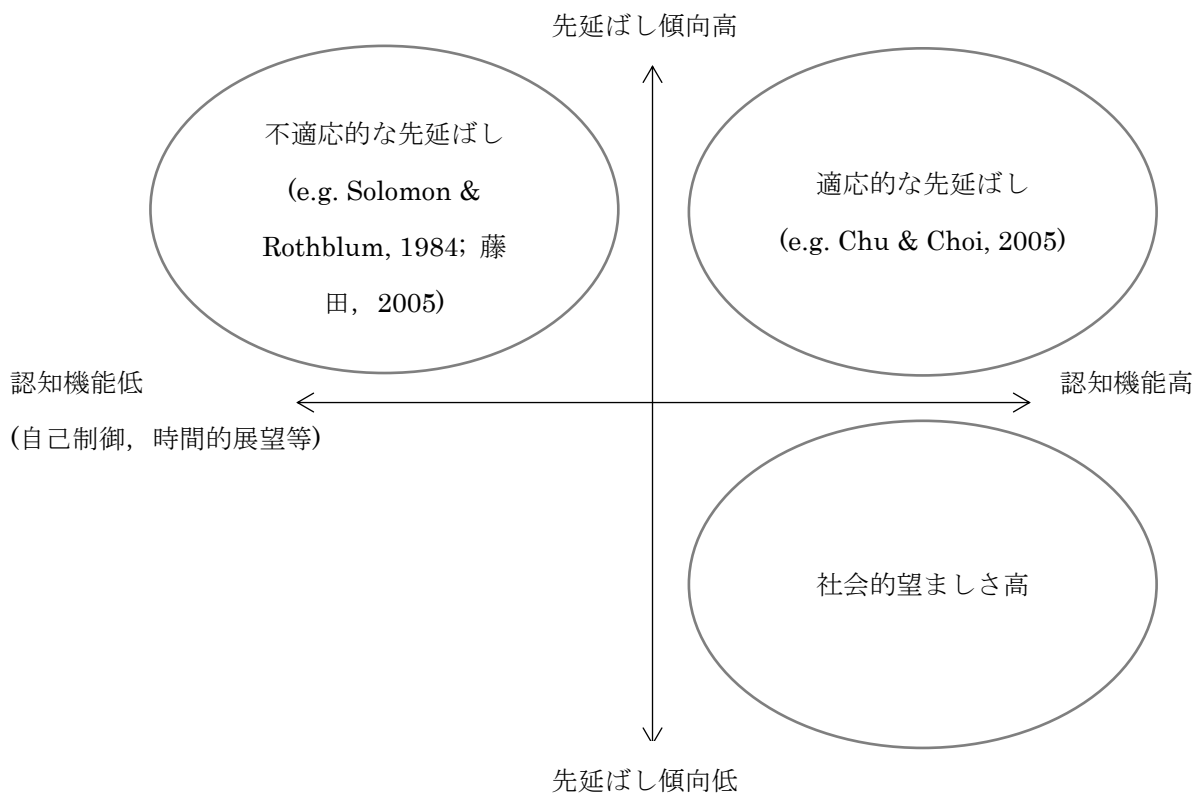 先延ばし傾向高
不適応的な先延ばし
(e.g. Solomon &
Rothblum, 1984; 藤
田，2005)
適応的な先延ばし
(e.g. Chu & Choi, 2005)
認知機能低
(自己制御，時間的展望等)
認知機能高
社会的望ましさ高
先延ばし傾向低